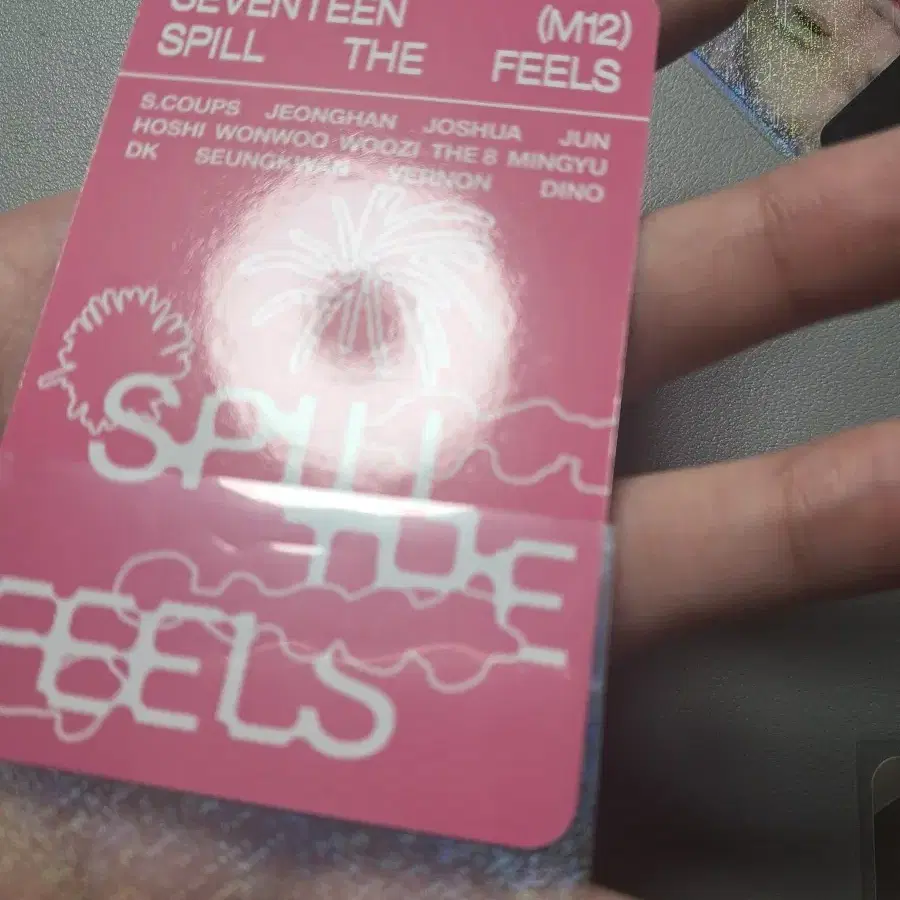 SEVENTEEN (M12)
SPILL THE FEELS
S.COUPS JEONGHAN JOSHUA JUN
HOSHI WONWOO WOOZI THE 8 MINGYU
DK SEUNGKWAN VERNON DINO
SPILL
THE
FEELS